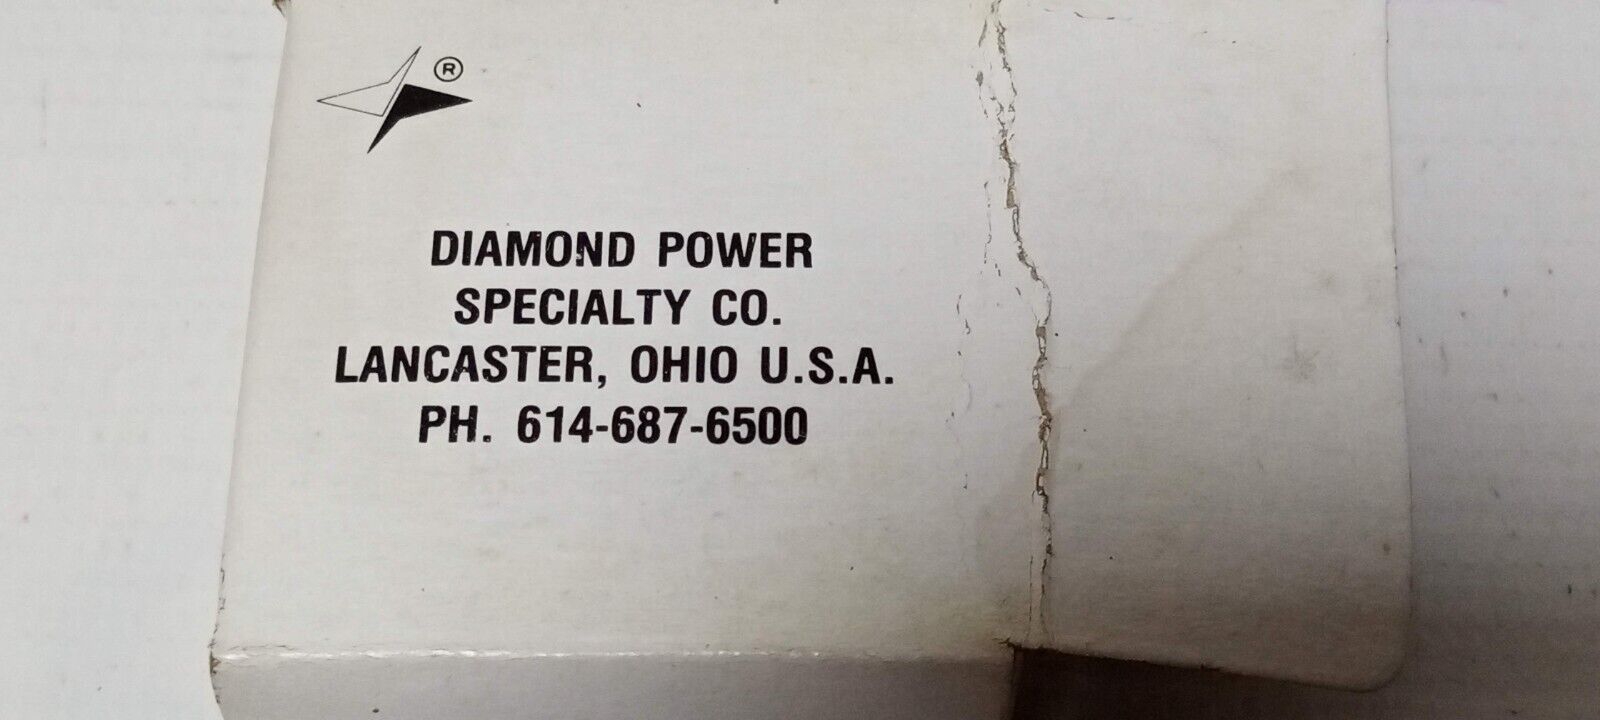 ®
DIAMOND POWER
SPECIALTY CO.
LANCASTER, OHIO U.S.A.
PH. 614-687-6500